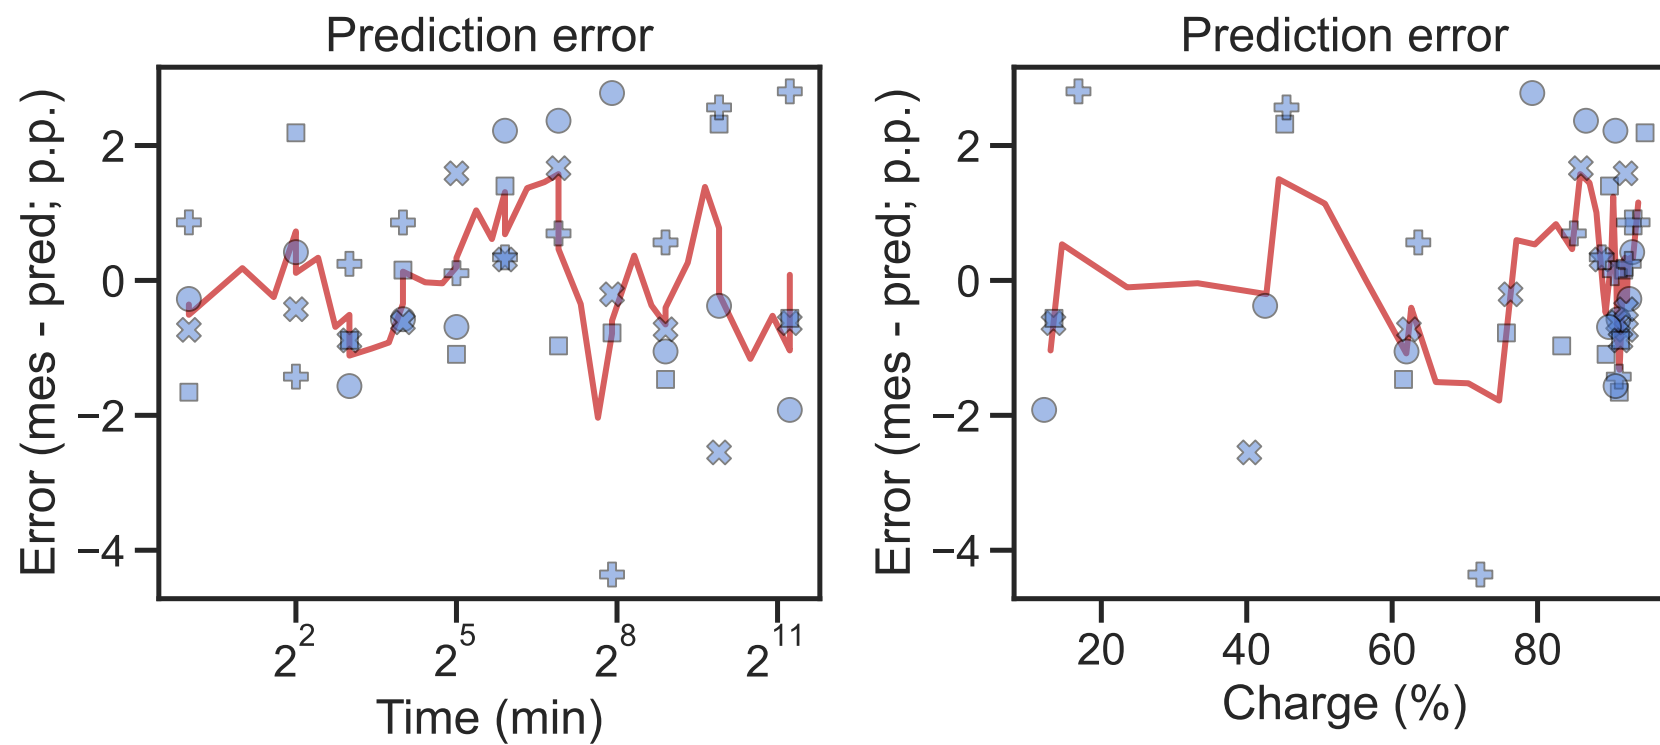 Prediction error
Error (mes - pred; p.p.)
2
0
−2
−4
2^2 2^5 2^8 2^11
Time (min)
Prediction error
Error (mes - pred; p.p.)
2
0
−2
−4
20 40 60 80
Charge (%)